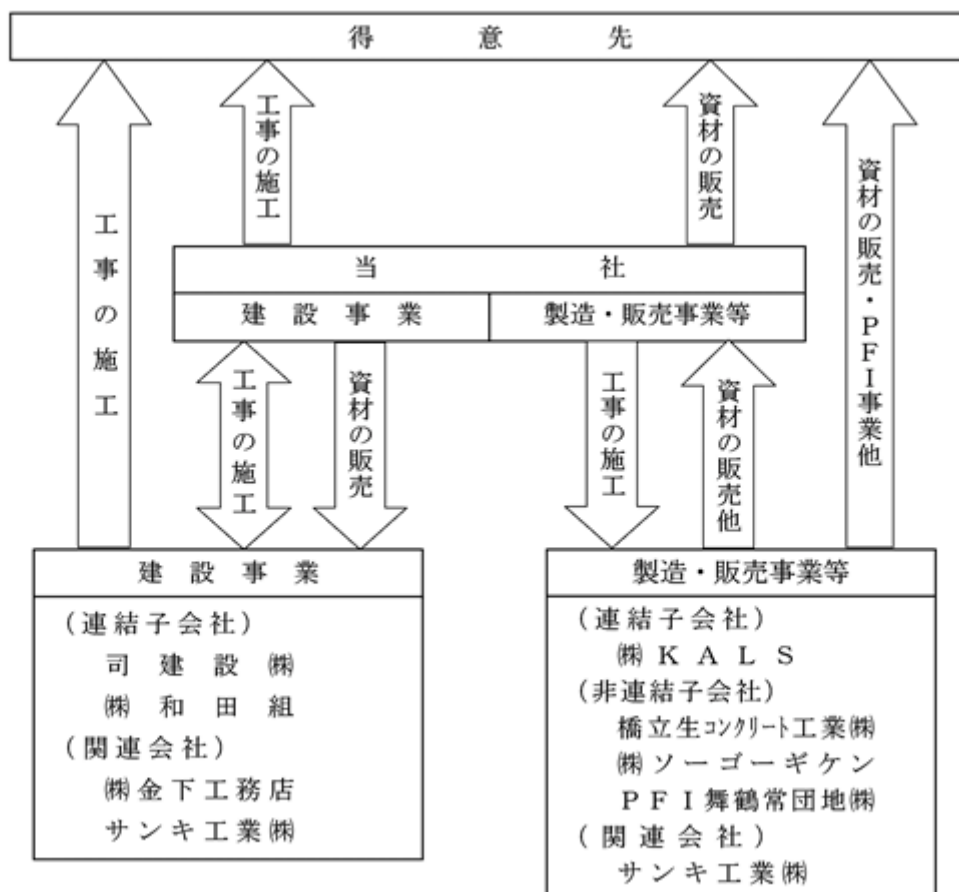 得意先
工事の施工
工事の施工
資材の販売
資材の販売・PFI事業他
当社
建設事業
製造・販売事業等
工事の施工
資材の販売
工事の施工
資材の販売他
建設事業
(連結子会社)
司建設㈱
㈱和田組
(関連会社)
㈱金下工務店
サンキ工業㈱
製造・販売事業等
(連結子会社)
㈱KALS
(非連結子会社)
橋立生コンクリート工業㈱
㈱ソーゴーギケン
PFI舞鶴常団地㈱
(関連会社)
サンキ工業㈱